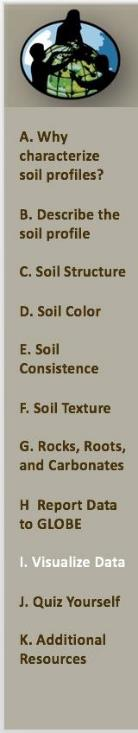 A. Why
characterize
soil profiles?
B. Describe the
soil profile
C. Soil Structure
D. Soil Color
E. Soil
Consistence
F. Soil Texture
G. Rocks, Roots,
and Carbonates
H  Report Data
to GLOBE
I. Visualize Data
J. Quiz Yourself
K. Additional
Resources